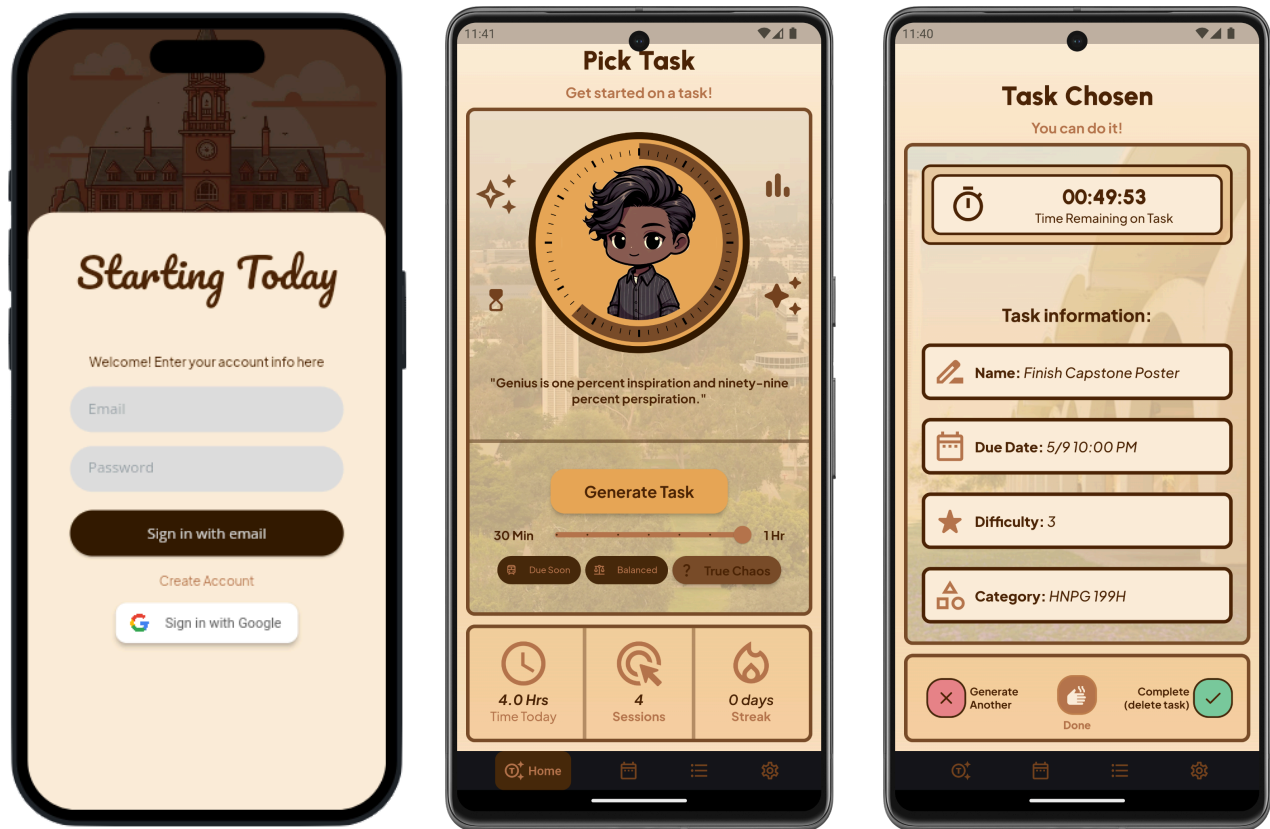 Starting Today
Welcome! Enter your account info here
Email
Password
Sign in with email
Create Account
Sign in with Google
11:41
Pick Task
Get started on a task!
"Genius is one percent inspiration and ninety-nine
percent perspiration."
Generate Task
30 Min
1 Hr
Due Soon
Balanced
? True Chaos
4.0 Hrs
Time Today
4
Sessions
0 days
Streak
Home
11:40
Task Chosen
You can do it!
00:49:53
Time Remaining on Task
Task information:
Name: Finish Capstone Poster
Due Date: 5/9 10:00 PM
Difficulty: 3
Category: HNPG 199H
Generate
Another
Done
Complete
(delete task)